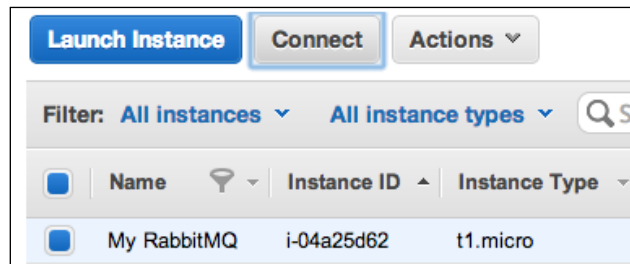 Launch Instance Connect Actions
Filter: All instances All instance types
Name Instance ID Instance Type
My RabbitMQ i-04a25d62 t1.micro